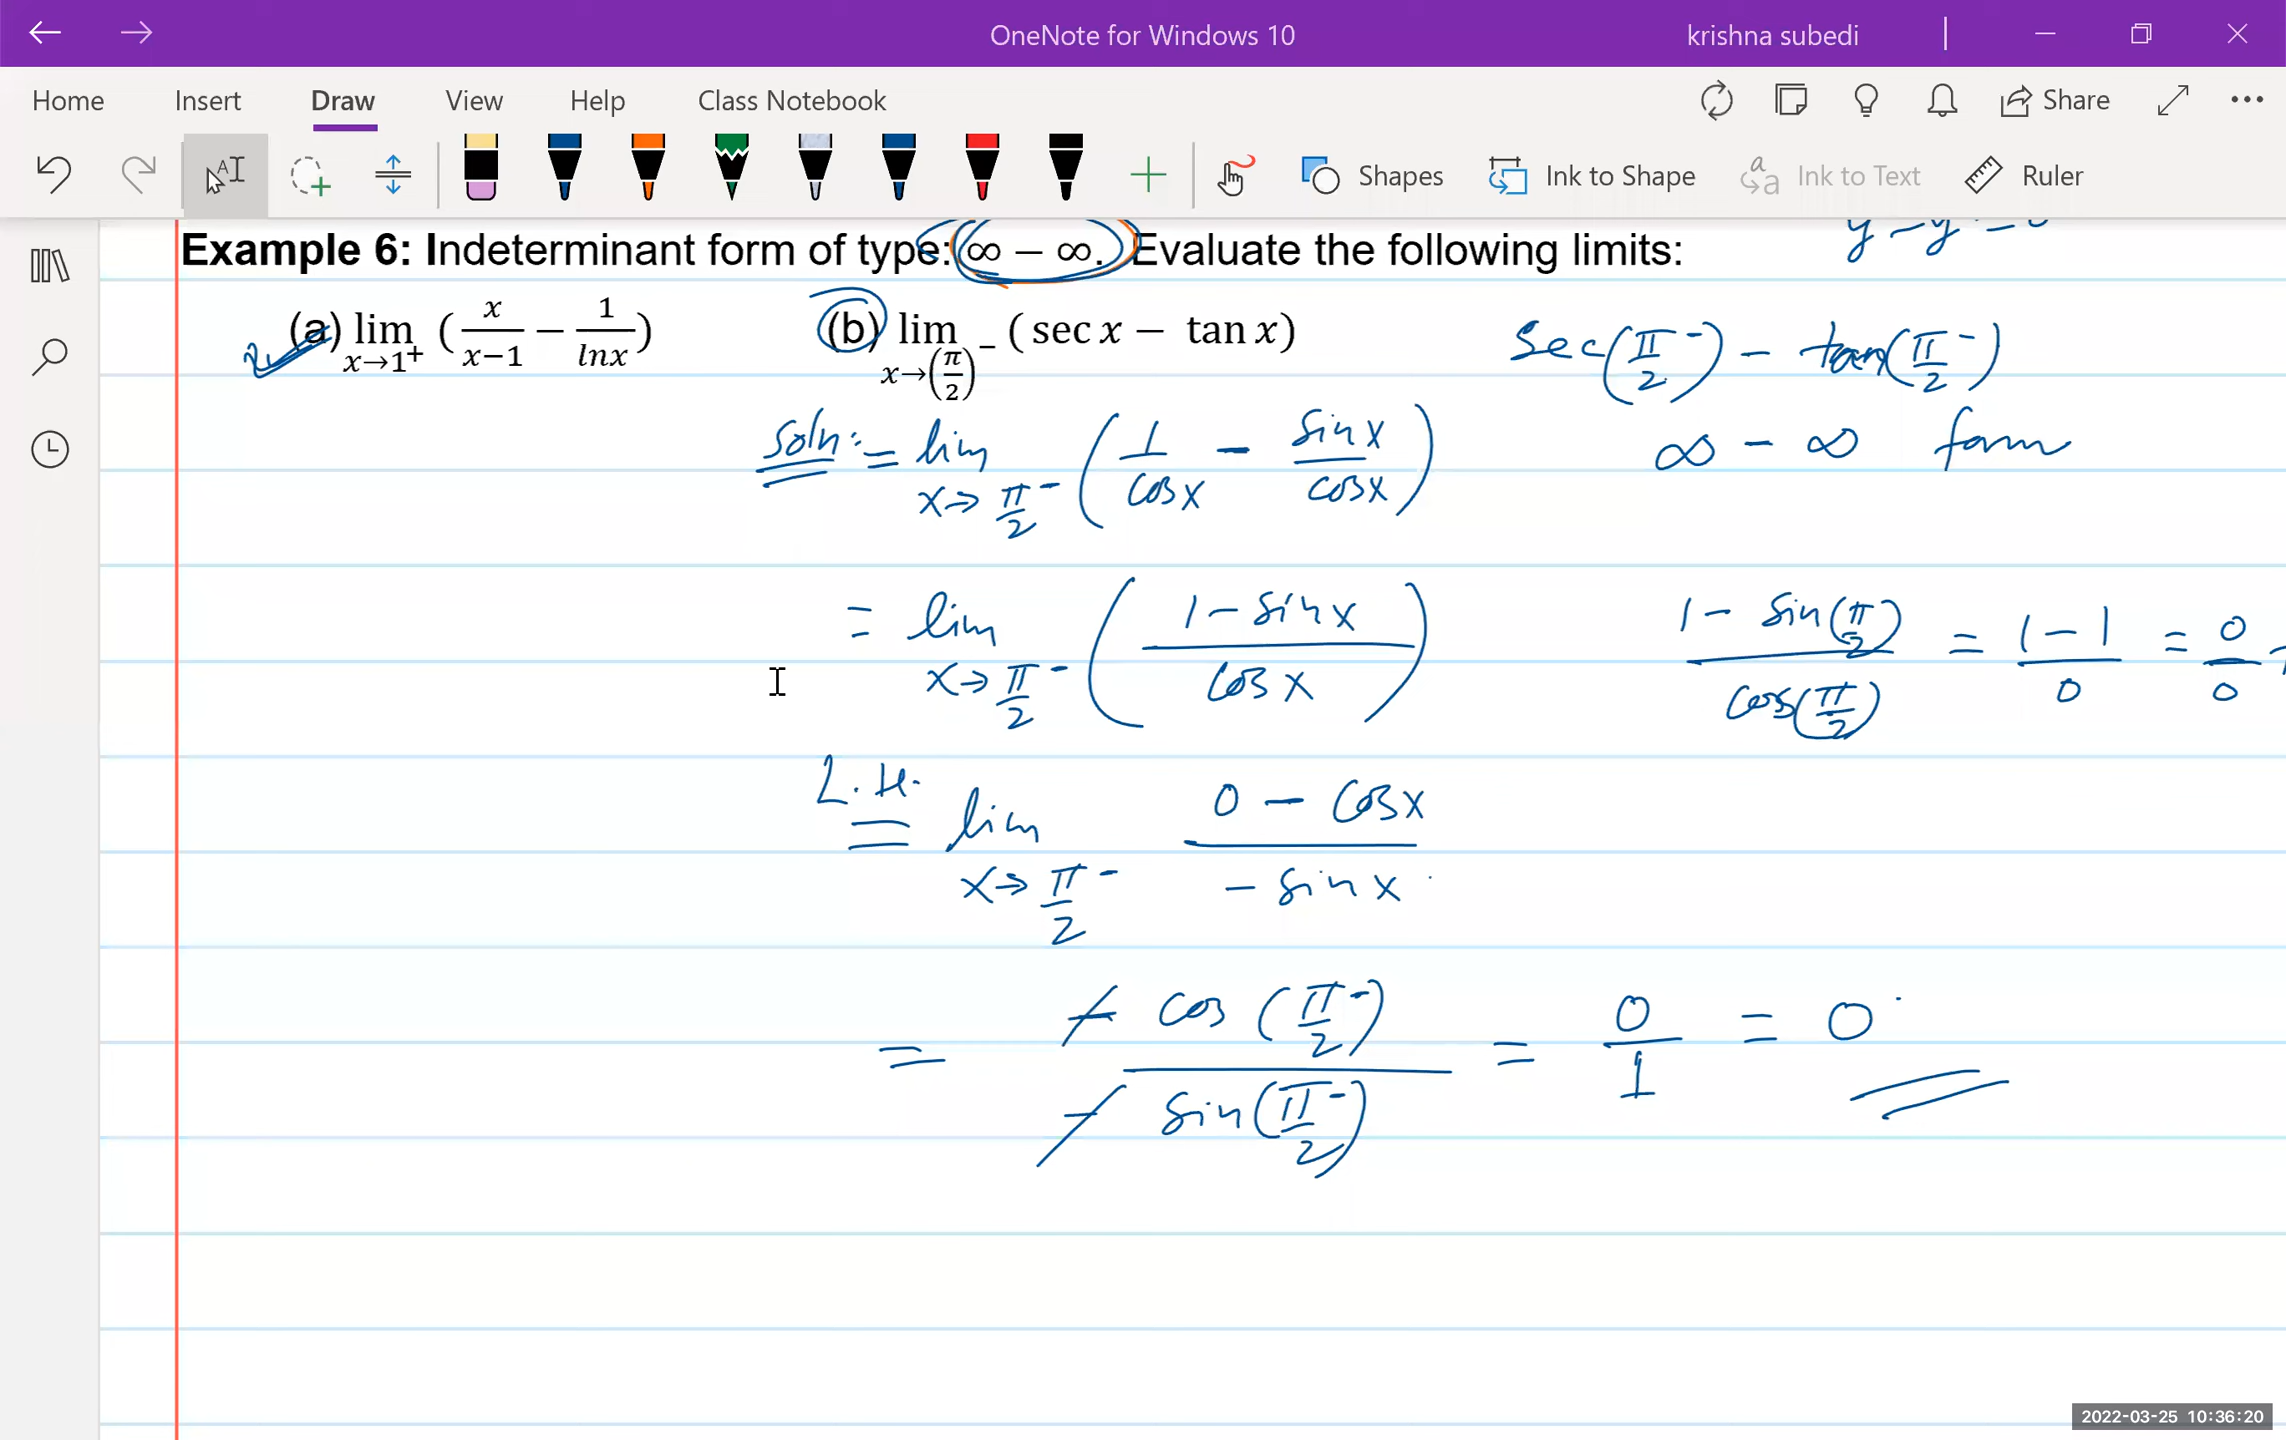 OneNote for Windows 10
krishna subedi
Home Insert Draw View Help Class Notebook
Share
Shapes Ink to Shape Ink to Text Ruler
Example 6: Indeterminant form of type: ∞ − ∞. Evaluate the following limits:
(a) lim x→1⁺ (x/(x−1) − 1/lnx) (b) lim x→(π/2)⁻ (sec x − tan x)
Sec(π/2⁻) − tan(π/2⁻)
∞ − ∞ form
Soln: = lim x→π/2⁻ (1/cosx − sinx/cosx)
= lim x→π/2⁻ ((1 − sinx)/cosx)
(1 − sin(π/2))/cos(π/2) = (1 − 1)/0 = 0/0
L.H. = lim x→π/2⁻ (0 − cosx)/(− sinx)
= (− cos(π/2⁻))/(− sin(π/2⁻)) = 0/1 = 0
2022-03-25 10:36:20